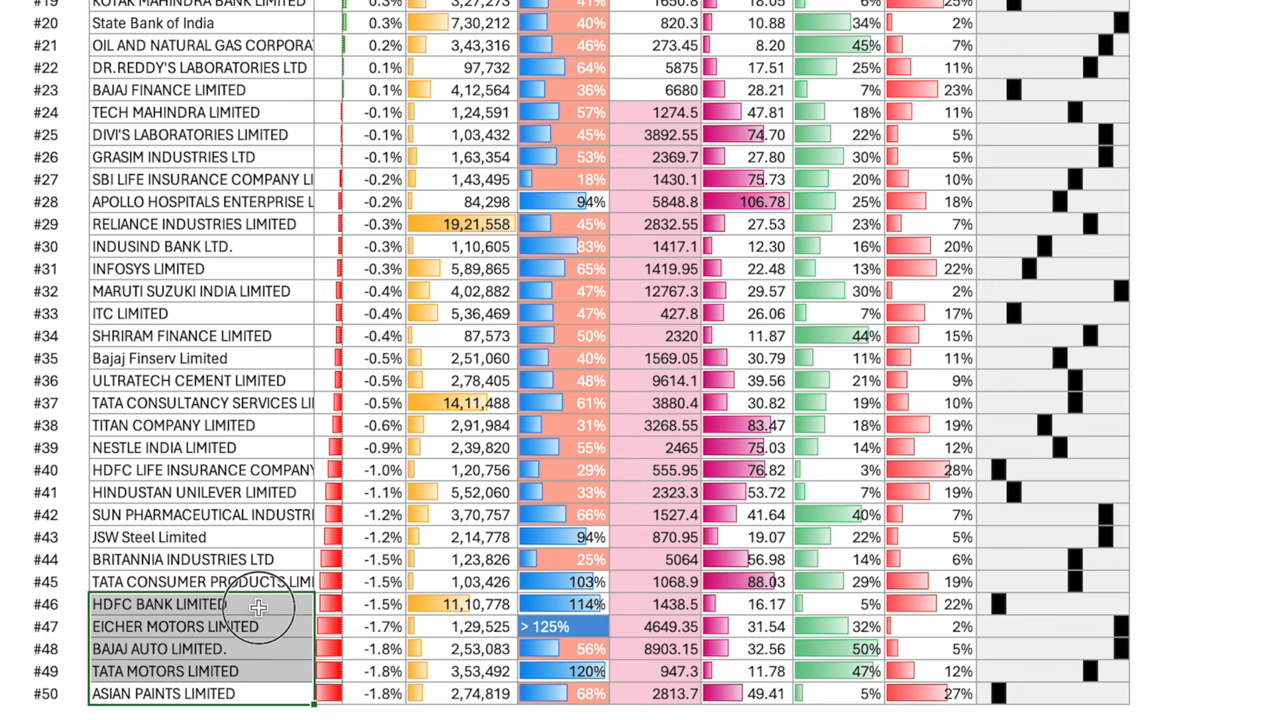 #19 KOTAK MAHINDRA BANK LIMITED 0.3% 3,27,273 41% 1650.8 18.05 6% 25%
#20 State Bank of India 0.3% 7,30,212 40% 820.3 10.88 34% 2%
#21 OIL AND NATURAL GAS CORPORA 0.2% 3,43,316 46% 273.45 8.20 45% 7%
#22 DR.REDDY'S LABORATORIES LTD 0.1% 97,732 64% 5875 17.51 25% 11%
#23 BAJAJ FINANCE LIMITED 0.1% 4,12,564 36% 6680 28.21 7% 23%
#24 TECH MAHINDRA LIMITED -0.1% 1,24,591 57% 1274.5 47.81 18% 11%
#25 DIVI'S LABORATORIES LIMITED -0.1% 1,03,432 45% 3892.55 74.70 22% 5%
#26 GRASIM INDUSTRIES LTD -0.1% 1,63,354 53% 2369.7 27.80 30% 5%
#27 SBI LIFE INSURANCE COMPANY LI -0.2% 1,43,495 18% 1430.1 75.73 20% 10%
#28 APOLLO HOSPITALS ENTERPRISE L -0.2% 84,298 94% 5848.8 106.78 25% 18%
#29 RELIANCE INDUSTRIES LIMITED -0.3% 19,21,558 45% 2832.55 27.53 23% 7%
#30 INDUSIND BANK LTD. -0.3% 1,10,605 83% 1417.1 12.30 16% 20%
#31 INFOSYS LIMITED -0.3% 5,89,865 65% 1419.95 22.48 13% 22%
#32 MARUTI SUZUKI INDIA LIMITED -0.4% 4,02,882 47% 12767.3 29.57 30% 2%
#33 ITC LIMITED -0.4% 5,36,469 47% 427.8 26.06 7% 17%
#34 SHRIRAM FINANCE LIMITED -0.4% 87,573 50% 2320 11.87 44% 15%
#35 Bajaj Finserv Limited -0.5% 2,51,060 40% 1569.05 30.79 11% 11%
#36 ULTRATECH CEMENT LIMITED -0.5% 2,78,405 48% 9614.1 39.56 21% 9%
#37 TATA CONSULTANCY SERVICES LI -0.5% 14,11,488 61% 3880.4 30.82 19% 10%
#38 TITAN COMPANY LIMITED -0.6% 2,91,984 31% 3268.55 83.47 18% 19%
#39 NESTLE INDIA LIMITED -0.9% 2,39,820 55% 2465 75.03 14% 12%
#40 HDFC LIFE INSURANCE COMPANY -1.0% 1,20,756 29% 555.95 76.82 3% 28%
#41 HINDUSTAN UNILEVER LIMITED -1.1% 5,52,060 33% 2323.3 53.72 7% 19%
#42 SUN PHARMACEUTICAL INDUSTRI -1.2% 3,70,757 66% 1527.4 41.64 40% 7%
#43 JSW Steel Limited -1.2% 2,14,778 94% 870.95 19.07 22% 5%
#44 BRITANNIA INDUSTRIES LTD -1.5% 1,23,826 25% 5064 56.98 14% 6%
#45 TATA CONSUMER PRODUCTS LIMI -1.5% 1,03,426 103% 1068.9 88.03 29% 19%
#46 HDFC BANK LIMITED -1.5% 11,10,778 114% 1438.5 16.17 5% 22%
#47 EICHER MOTORS LIMITED -1.7% 1,29,525 > 125% 4649.35 31.54 32% 2%
#48 BAJAJ AUTO LIMITED. -1.8% 2,53,083 56% 8903.15 32.56 50% 5%
#49 TATA MOTORS LIMITED -1.8% 3,53,492 120% 947.3 11.78 47% 12%
#50 ASIAN PAINTS LIMITED -1.8% 2,74,819 68% 2813.7 49.41 5% 27%